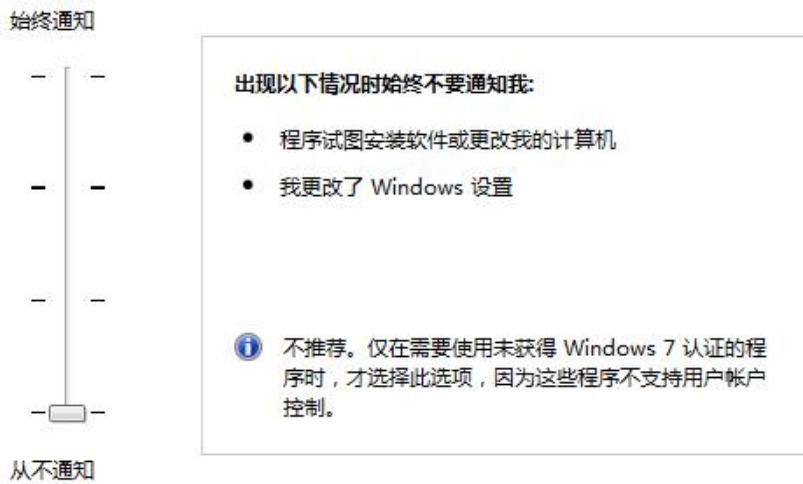 始终通知
出现以下情况时始终不要通知我:
程序试图安装软件或更改我的计算机
我更改了 Windows 设置
不推荐。仅在需要使用未获得 Windows 7 认证的程
序时，才选择此选项，因为这些程序不支持用户帐户
控制。
从不通知